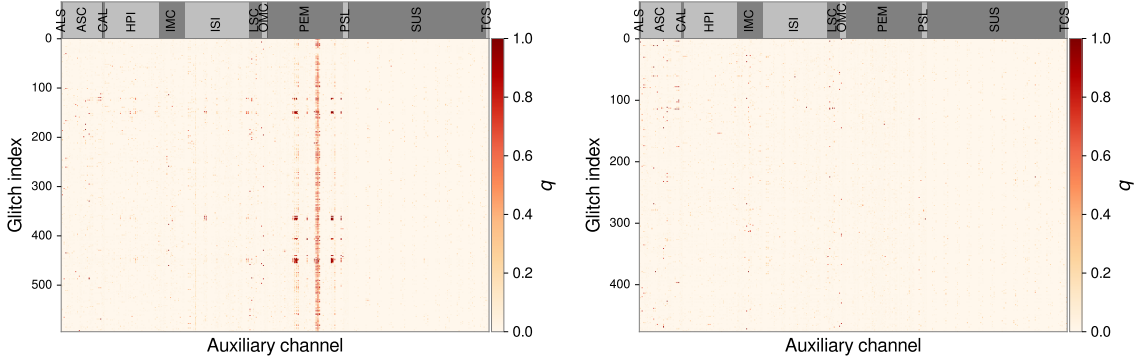 ALS ASC CAL HPI IMC ISI LSC OMC PEM PSL SUS TCS
0
100
200
300
400
500
Glitch index
Auxiliary channel
1.0
0.8
0.6
0.4
0.2
0.0
q
ALS ASC CAL HPI IMC ISI LSC OMC PEM PSL SUS TCS
0
100
200
300
400
Glitch index
Auxiliary channel
1.0
0.8
0.6
0.4
0.2
0.0
q